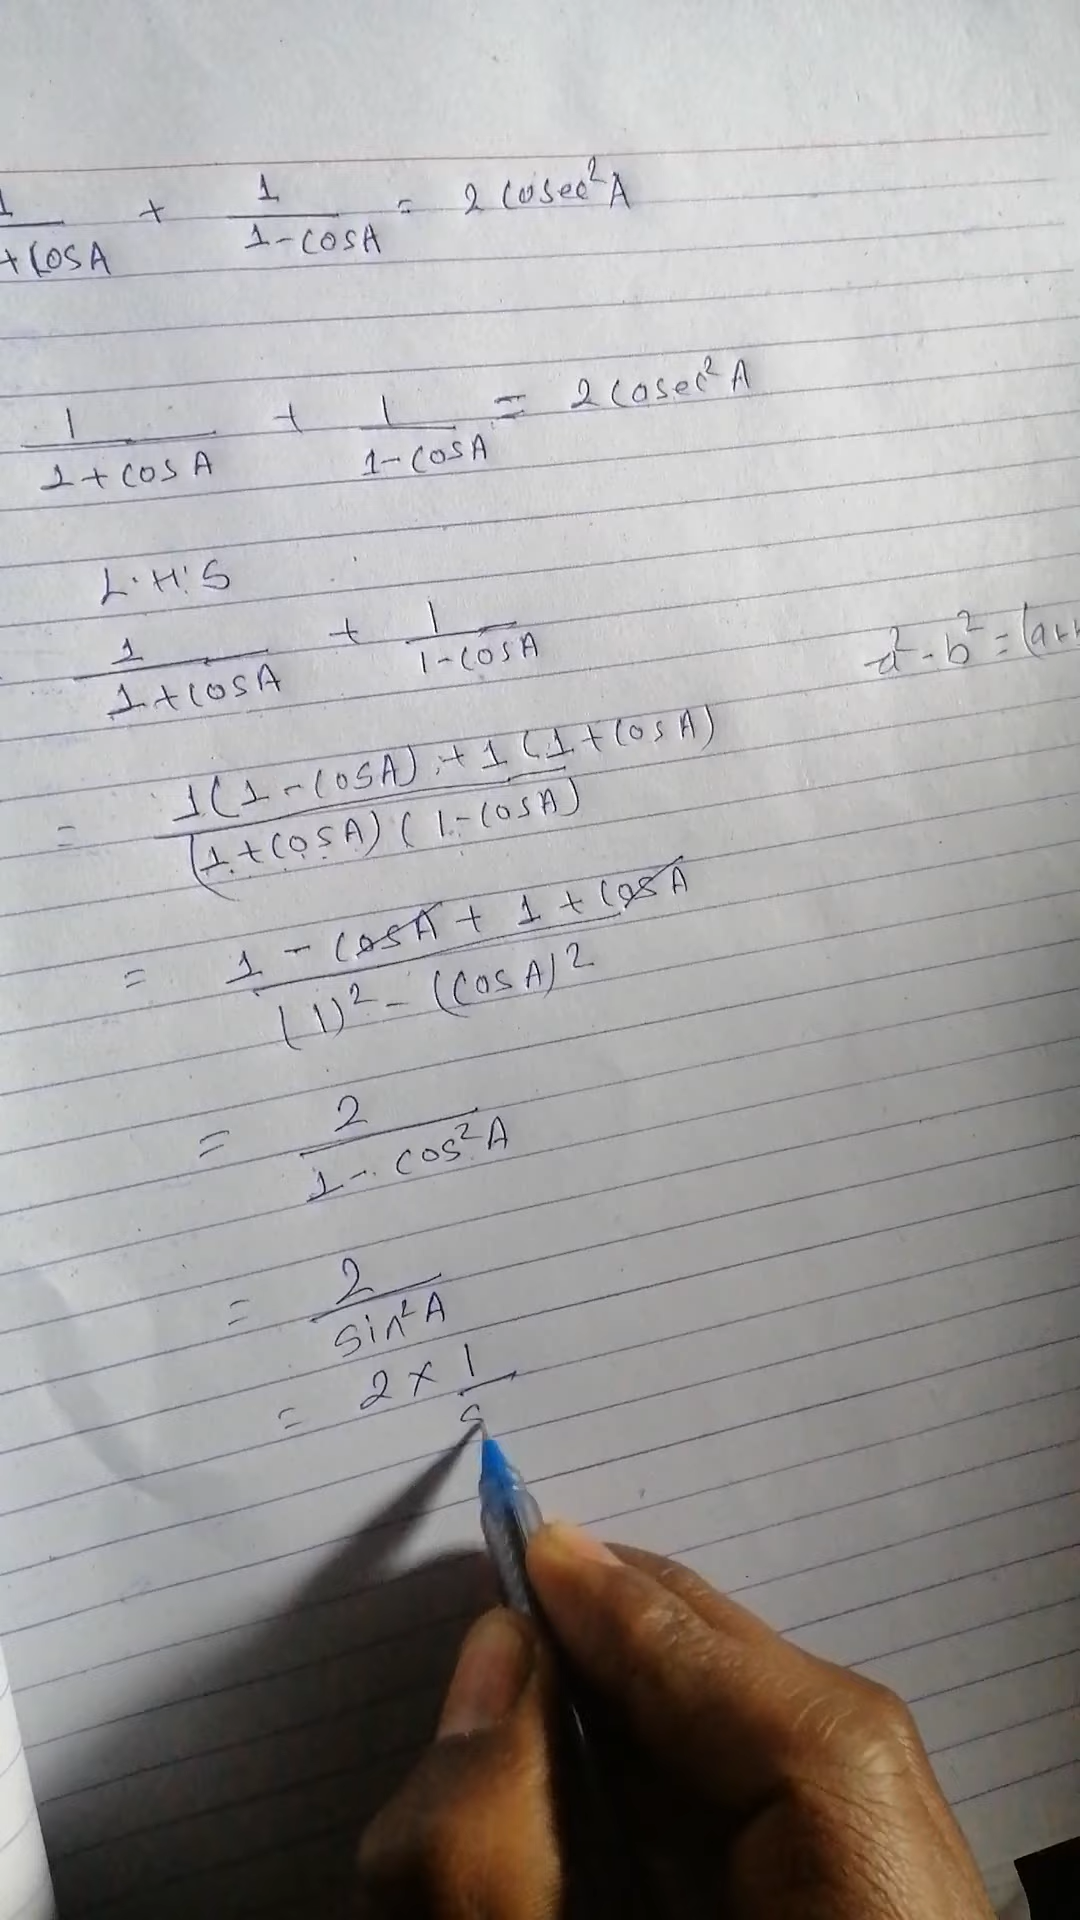 1/+cosA + 1/1-cosA = 2 cosec²A
1/1+cosA + 1/1-cosA = 2cosec²A
L.H.S
1/1+cosA + 1/1-cosA
a²-b²=(a+
= 1(1-cosA)+1(1+cosA)/(1+cosA)(1-cosA)
= 1-cosA+1+cosA/(1)²-(cosA)²
= 2/1-cos²A
= 2/sin²A
= 2×1/s